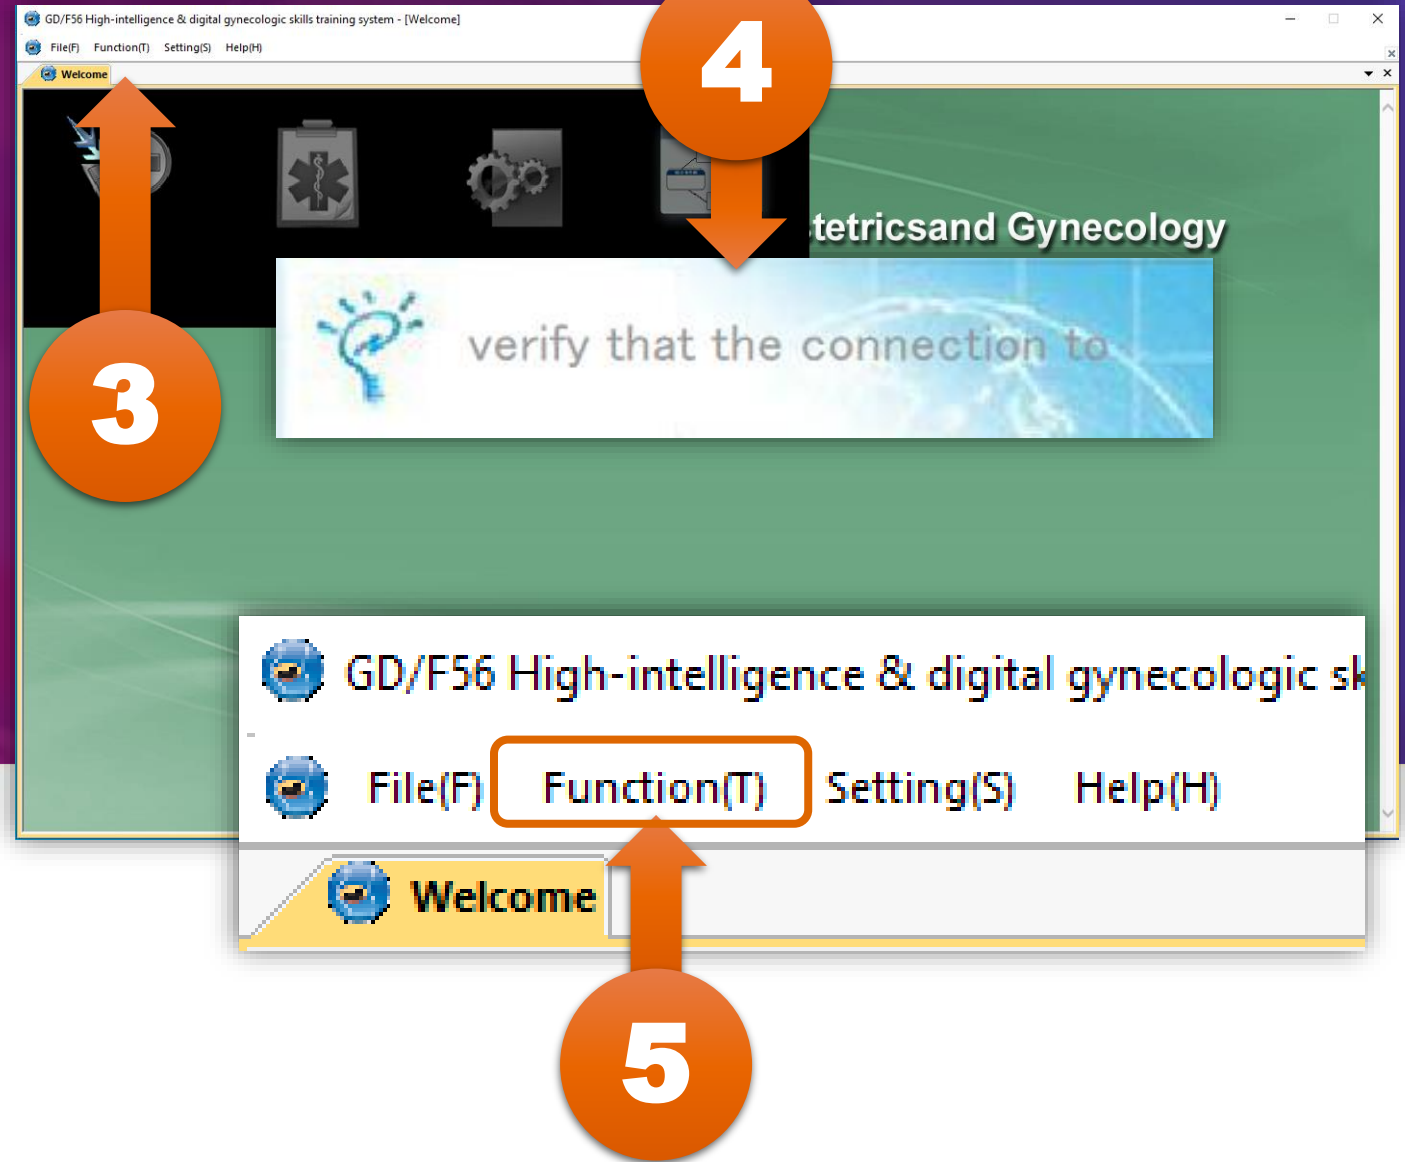 GD/F56 High-intelligence & digital gynecologic skills training system - [Welcome]
File(F) Function(T) Setting(S) Help(H)
Welcome
4
tetricsand Gynecology
verify that the connection to
3
GD/F56 High-intelligence & digital gynecologic sk
File(F) Function(T) Setting(S) Help(H)
Welcome
5